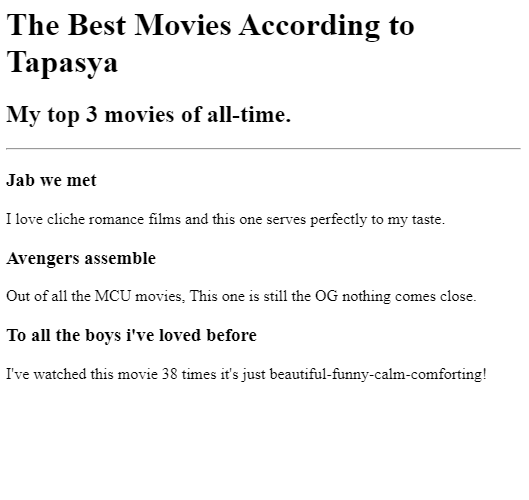 The Best Movies According to
Tapasya
My top 3 movies of all-time.
Jab we met
I love cliche romance films and this one serves perfectly to my taste.
Avengers assemble
Out of all the MCU movies, This one is still the OG nothing comes close.
To all the boys i've loved before
I've watched this movie 38 times it's just beautiful-funny-calm-comforting!